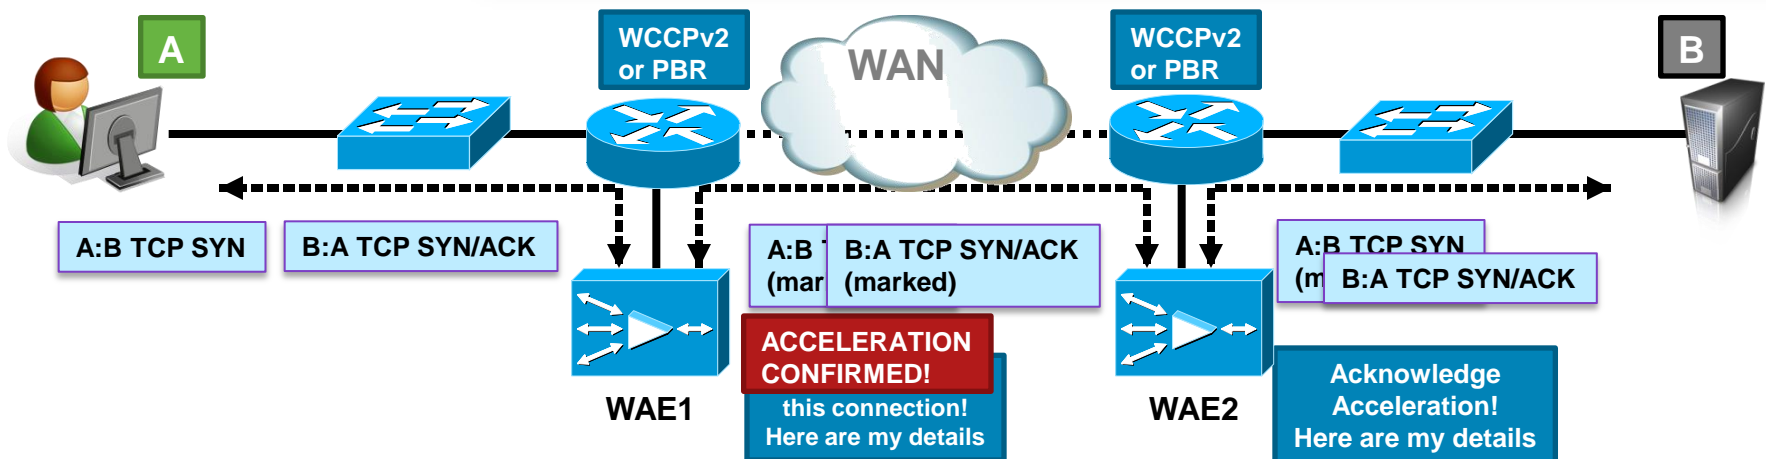 A
WCCPv2
or PBR
WAN
WCCPv2
or PBR
B
A:B TCP SYN
B:A TCP SYN/ACK
A:B
(mar
B:A TCP SYN/ACK
(marked)
A:B TCP SYN
(m
B:A TCP SYN/ACK
ACCELERATION
CONFIRMED!
this connection!
Here are my details
WAE1
WAE2
Acknowledge
Acceleration!
Here are my details